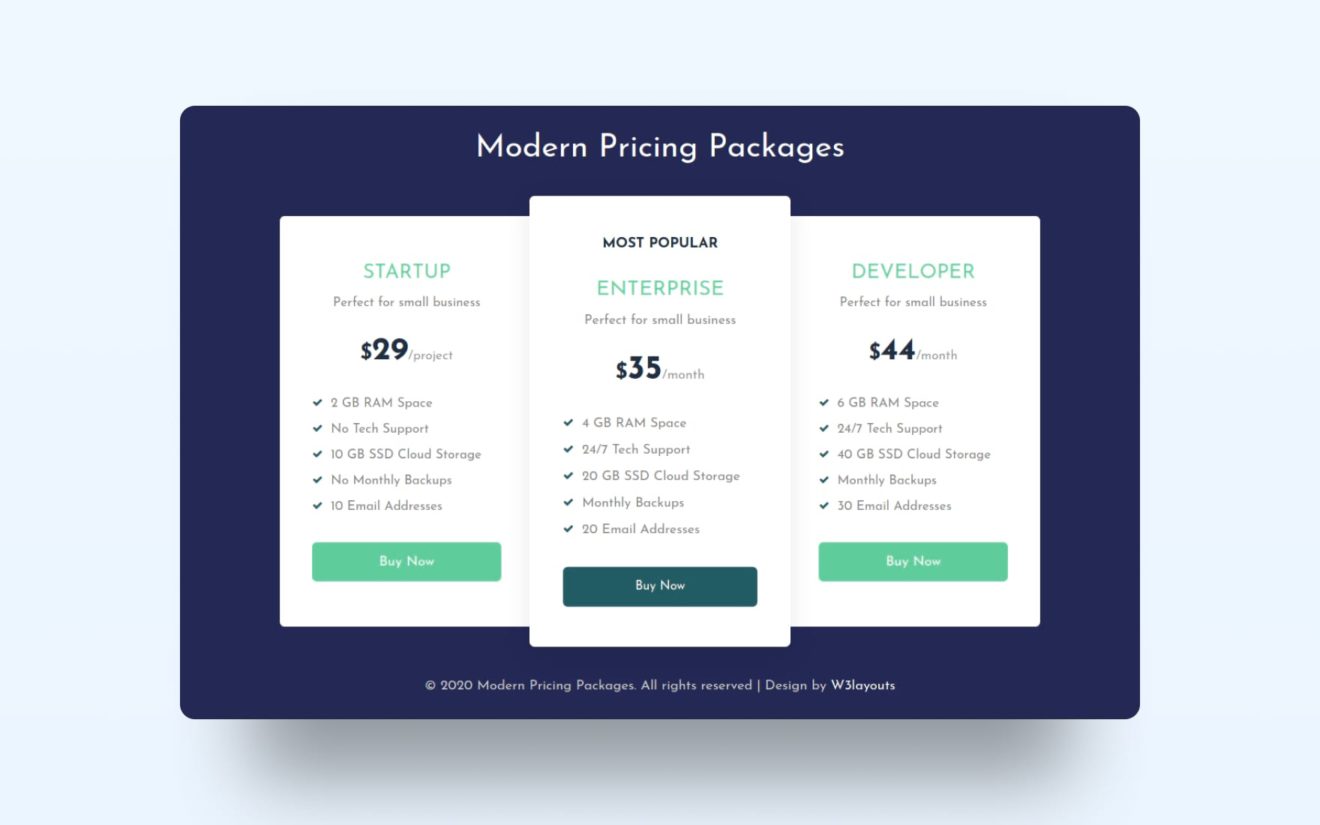 Modern Pricing Packages
STARTUP
Perfect for small business
$29/project
2 GB RAM Space
No Tech Support
10 GB SSD Cloud Storage
No Monthly Backups
10 Email Addresses
Buy Now
MOST POPULAR
ENTERPRISE
Perfect for small business
$35/month
4 GB RAM Space
24/7 Tech Support
20 GB SSD Cloud Storage
Monthly Backups
20 Email Addresses
Buy Now
DEVELOPER
Perfect for small business
$44/month
6 GB RAM Space
24/7 Tech Support
40 GB SSD Cloud Storage
Monthly Backups
30 Email Addresses
Buy Now
© 2020 Modern Pricing Packages. All rights reserved | Design by W3layouts